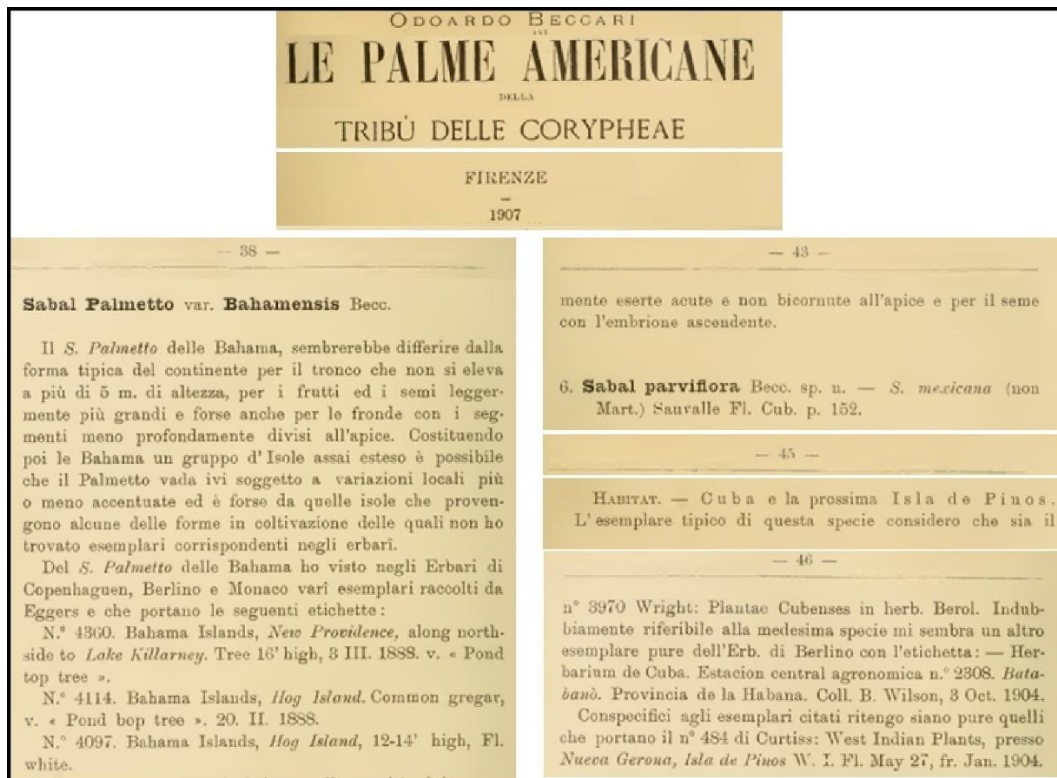 ODOARDO BECCARI
LE PALME AMERICANE
DELLA
TRIBÙ DELLE CORYPHEAE
FIRENZE
–
1907
— 38 —
Sabal Palmetto var. Bahamensis Becc.
Il S. Palmetto delle Bahama, sembrerebbe differire dalla
forma tipica del continente per il tronco che non si eleva
a più di 5 m. di altezza, per i frutti ed i semi legger-
mente più grandi e forse anche per le fronde con i seg-
menti meno profondamente divisi all'apice. Costituendo
poi le Bahama un gruppo d'Isole assai esteso è possibile
che il Palmetto vada ivi soggetto a variazioni locali più
o meno accentuate ed è forse da quelle isole che proven-
gono alcune delle forme in coltivazione delle quali non ho
trovato esemplari corrispondenti negli erbarî.
Del S. Palmetto delle Bahama ho visto negli Erbari di
Copenhaguen, Berlino e Monaco varî esemplari raccolti da
Eggers e che portano le seguenti etichette:
N.° 4360. Bahama Islands, New Providence, along north-
side to Lake Killarney. Tree 16' high, 3 III. 1888. v. « Pond
top tree ».
N.° 4114. Bahama Islands, Hog Island. Common gregar,
v. « Pond bop tree ». 20. II. 1888.
N.° 4097. Bahama Islands, Hog Island, 12-14' high, Fl.
white.
— 43 —
mente eserte acute e non bicornute all'apice e per il seme
con l'embrione ascendente.
6. Sabal parviflora Becc. sp. n. — S. mexicana (non
Mart.) Sauvalle Fl. Cub. p. 152.
— 45 —
HABITAT. — Cuba e la prossima Isla de Pinos.
L'esemplare tipico di questa specie considero che sia il
— 46 —
n° 3970 Wright: Plantae Cubenses in herb. Berol. Indub-
biamente riferibile alla medesima specie mi sembra un altro
esemplare pure dell'Erb. di Berlino con l'etichetta: — Her-
barium de Cuba. Estacion central agronomica n.° 2308. Bata-
banò. Provincia de la Habana. Coll. B. Wilson, 3 Oct. 1904.
Conspecifici agli esemplari citati ritengo siano pure quelli
che portano il n° 484 di Curtiss: West Indian Plants, presso
Nueva Gerona, Isla de Pinos W. I. Fl. May 27, fr. Jan. 1904.